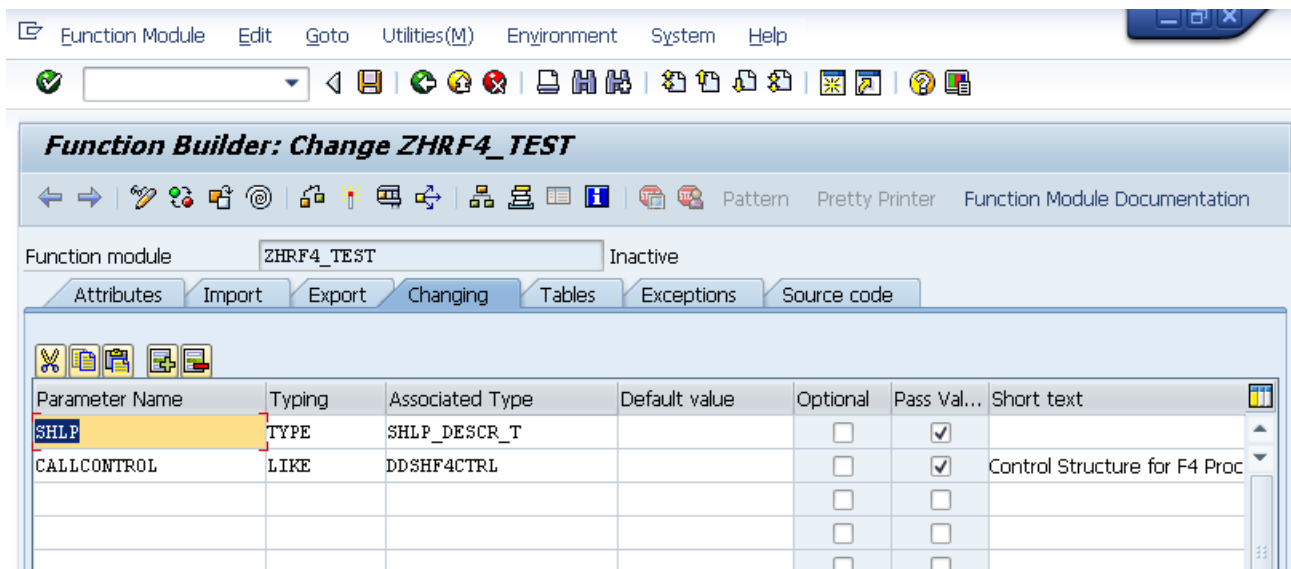 Function Module Edit Goto Utilities(M) Environment System Help
Function Builder: Change ZHRF4_TEST
Pattern Pretty Printer Function Module Documentation
Function module ZHRF4_TEST Inactive
Attributes Import Export Changing Tables Exceptions Source code
Parameter Name Typing Associated Type Default value Optional Pass Val... Short text
SHLP TYPE SHLP_DESCR_T
CALLCONTROL LIKE DDSHF4CTRL Control Structure for F4 Proc